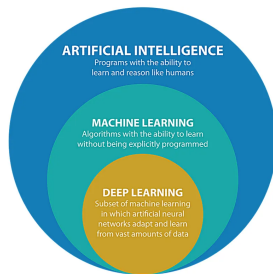 ARTIFICIAL INTELLIGENCE
Programs with the ability to
learn and reason like humans
MACHINE LEARNING
Algorithms with the ability to learn
without being explicitly programmed
DEEP LEARNING
Subset of machine learning
in which artificial neural
networks adapt and learn
from vast amounts of data